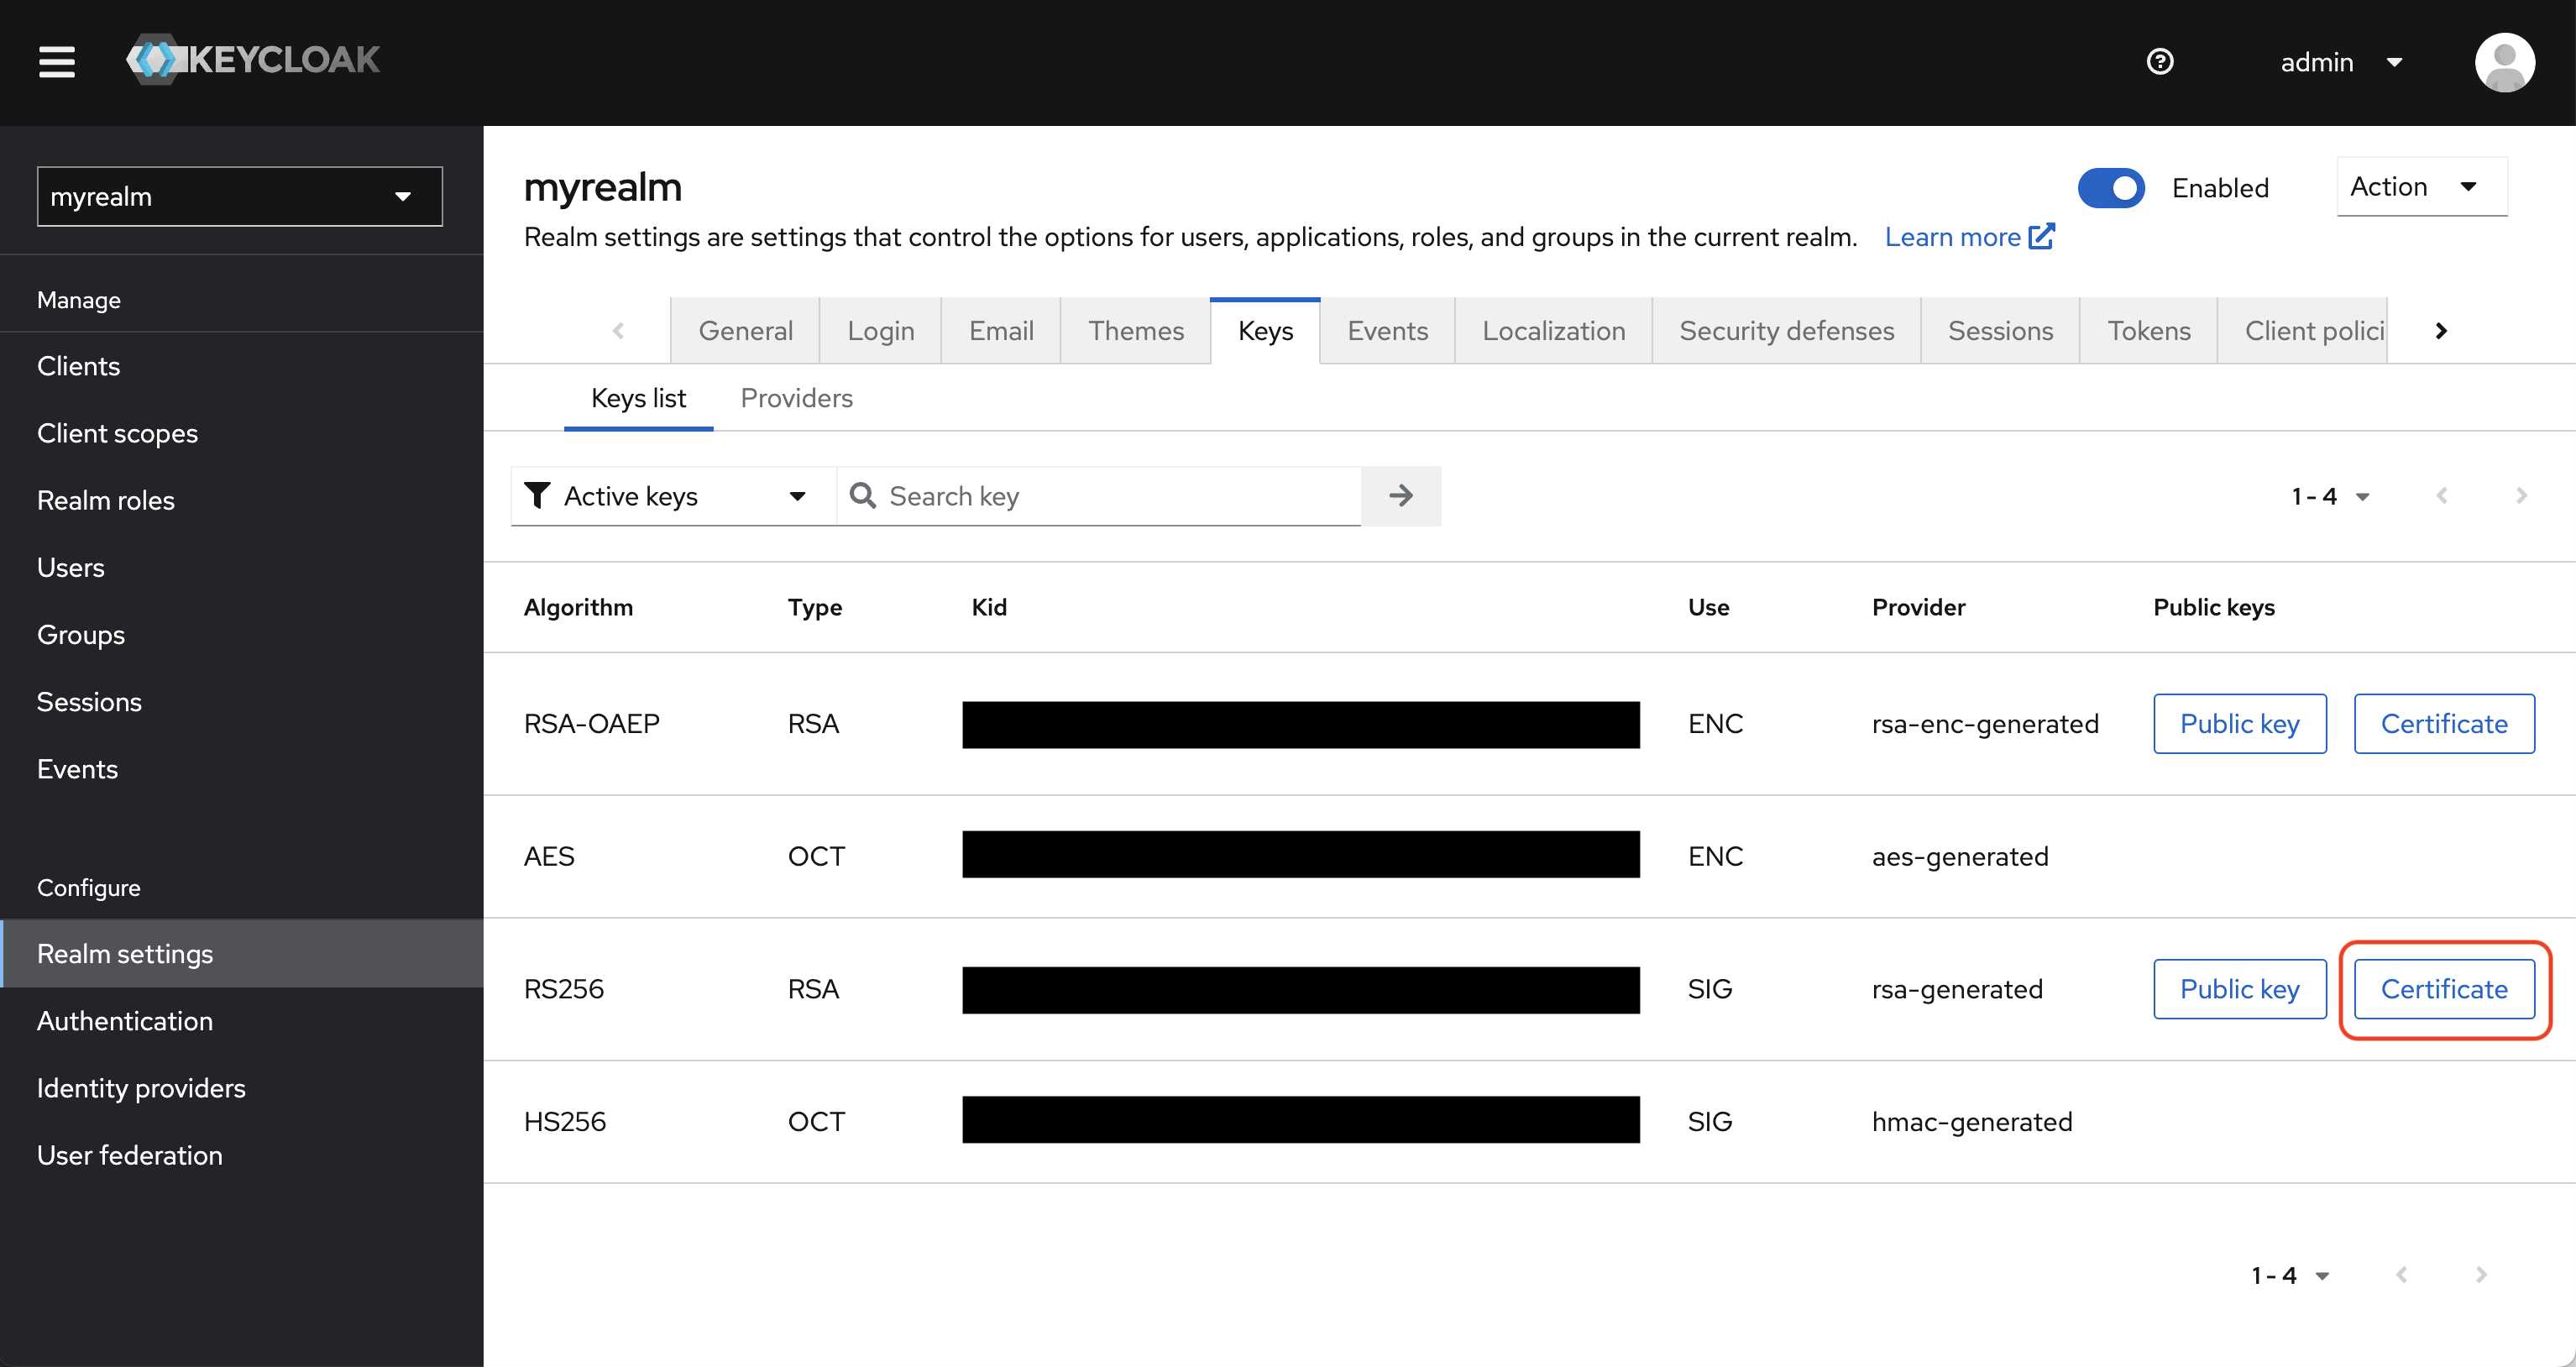 KEYCLOAK
admin
myrealm
Manage
Clients
Client scopes
Realm roles
Users
Groups
Sessions
Events
Configure
Realm settings
Authentication
Identity providers
User federation
myrealm
Enabled
Action
Realm settings are settings that control the options for users, applications, roles, and groups in the current realm. Learn more
General Login Email Themes Keys Events Localization Security defenses Sessions Tokens Client polici
Keys list Providers
Active keys Search key 1 - 4
Algorithm Type Kid Use Provider Public keys
RSA-OAEP RSA ENC rsa-enc-generated Public key Certificate
AES OCT ENC aes-generated
RS256 RSA SIG rsa-generated Public key Certificate
HS256 OCT SIG hmac-generated
1 - 4